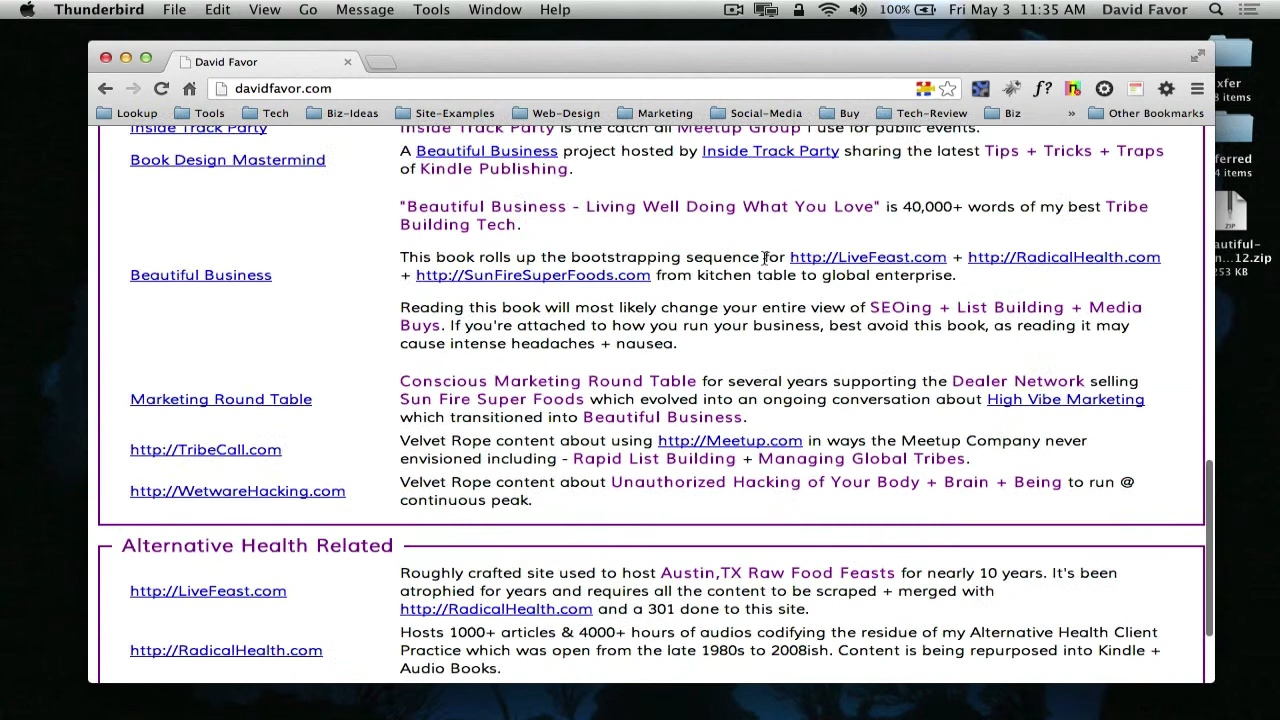 Thunderbird File Edit View Go Message Tools Window Help 100% Fri May 3 11:35 AM David Favor
David Favor
davidfavor.com f?
Lookup Tools Tech Biz-Ideas Site-Examples Web-Design Marketing Social-Media Buy Tech-Review Biz » Other Bookmarks
Inside Track Party Inside Track Party is the catch all Meetup Group I use for public events.
Book Design Mastermind A Beautiful Business project hosted by Inside Track Party sharing the latest Tips + Tricks + Traps
of Kindle Publishing.
"Beautiful Business - Living Well Doing What You Love" is 40,000+ words of my best Tribe
Building Tech.
This book rolls up the bootstrapping sequence for http://LiveFeast.com + http://RadicalHealth.com
Beautiful Business + http://SunFireSuperFoods.com from kitchen table to global enterprise.
Reading this book will most likely change your entire view of SEOing + List Building + Media
Buys. If you're attached to how you run your business, best avoid this book, as reading it may
cause intense headaches + nausea.
Conscious Marketing Round Table for several years supporting the Dealer Network selling
Marketing Round Table Sun Fire Super Foods which evolved into an ongoing conversation about High Vibe Marketing
which transitioned into Beautiful Business.
http://TribeCall.com Velvet Rope content about using http://Meetup.com in ways the Meetup Company never
envisioned including - Rapid List Building + Managing Global Tribes.
http://WetwareHacking.com Velvet Rope content about Unauthorized Hacking of Your Body + Brain + Being to run @
continuous peak.
Alternative Health Related
Roughly crafted site used to host Austin,TX Raw Food Feasts for nearly 10 years. It's been
http://LiveFeast.com atrophied for years and requires all the content to be scraped + merged with
http://RadicalHealth.com and a 301 done to this site.
Hosts 1000+ articles & 4000+ hours of audios codifying the residue of my Alternative Health Client
http://RadicalHealth.com Practice which was open from the late 1980s to 2008ish. Content is being repurposed into Kindle +
Audio Books.
xfer
8 items
ferred
4 items
ZIP
autiful-
n...12.zip
253 KB